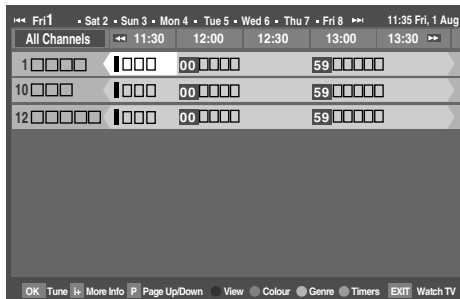 Fri1 Sat 2 Sun 3 Mon 4 Tue 5 Wed 6 Thu 7 Fri 8 11:35 Fri, 1 Aug
All Channels 11:30 12:00 12:30 13:00 13:30
1 □□□□ □□□ 00 □□□□ 59 □□□□□
10 □□□ □□□ 00 □□□□ 59 □□□□□
12 □□□□□ □□□ 00 □□□□ 59 □□□□□
OK Tune i+ More Info P Page Up/Down View Colour Genre Timers EXIT Watch TV